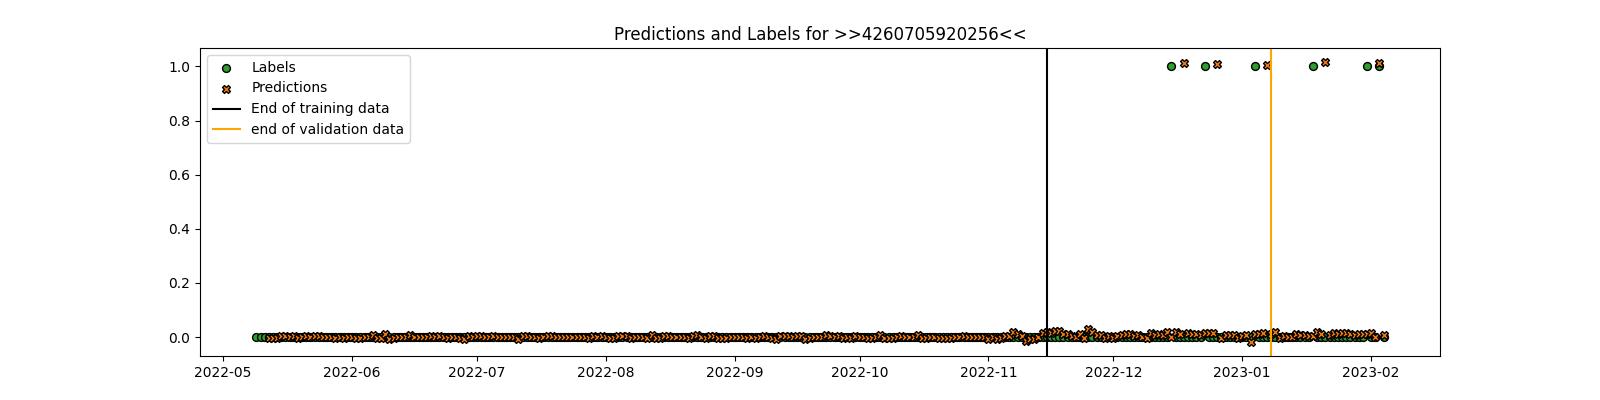 Predictions and Labels for >>4260705920256<<
Labels
Predictions
End of training data
end of validation data
1.0
0.8
0.6
0.4
0.2
0.0
2022-05 2022-06 2022-07 2022-08 2022-09 2022-10 2022-11 2022-12 2023-01 2023-02